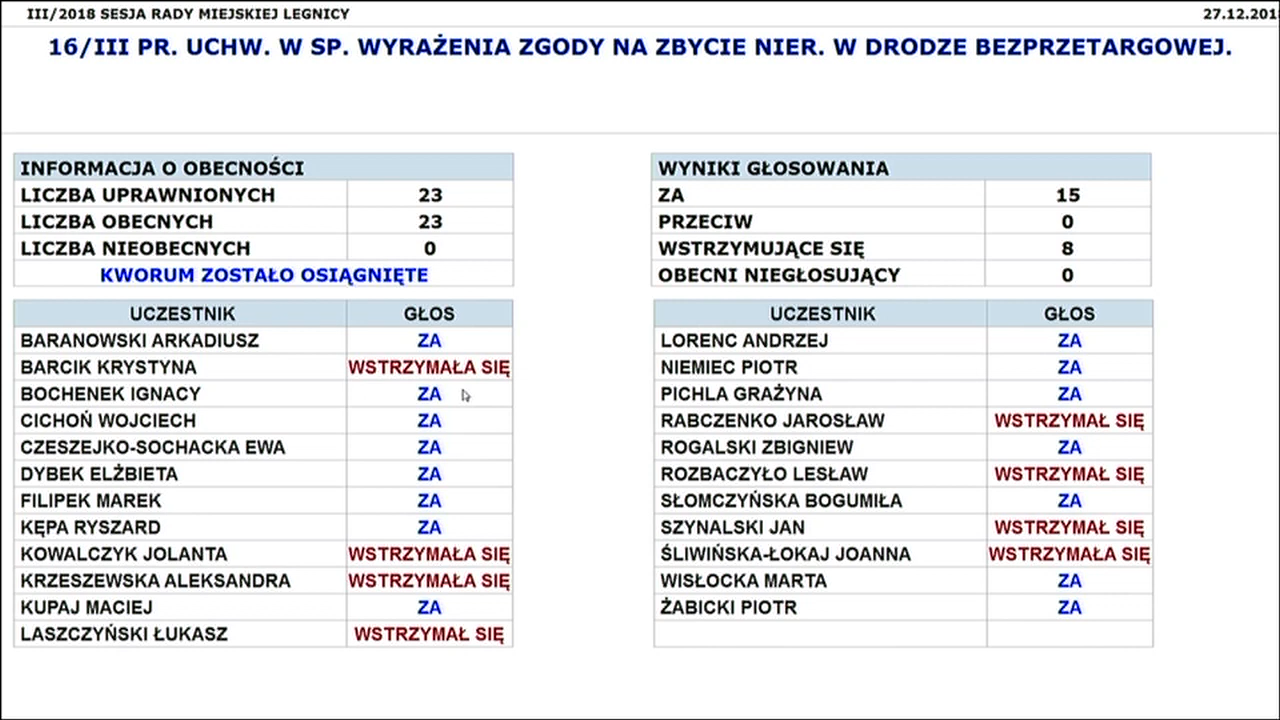 III/2018 SESJA RADY MIEJSKIEJ LEGNICY
27.12.201
16/III PR. UCHW. W SP. WYRAŻENIA ZGODY NA ZBYCIE NIER. W DRODZE BEZPRZETARGOWEJ.
INFORMACJA O OBECNOŚCI
LICZBA UPRAWNIONYCH 23
LICZBA OBECNYCH 23
LICZBA NIEOBECNYCH 0
KWORUM ZOSTAŁO OSIĄGNIĘTE
WYNIKI GŁOSOWANIA
ZA 15
PRZECIW 0
WSTRZYMUJĄCE SIĘ 8
OBECNI NIEGŁOSUJĄCY 0
UCZESTNIK GŁOS
BARANOWSKI ARKADIUSZ ZA
BARCIK KRYSTYNA WSTRZYMAŁA SIĘ
BOCHENEK IGNACY ZA
CICHOŃ WOJCIECH ZA
CZESZEJKO-SOCHACKA EWA ZA
DYBEK ELŻBIETA ZA
FILIPEK MAREK ZA
KĘPA RYSZARD ZA
KOWALCZYK JOLANTA WSTRZYMAŁA SIĘ
KRZESZEWSKA ALEKSANDRA WSTRZYMAŁA SIĘ
KUPAJ MACIEJ ZA
LASZCZYŃSKI ŁUKASZ WSTRZYMAŁ SIĘ
UCZESTNIK GŁOS
LORENC ANDRZEJ ZA
NIEMIEC PIOTR ZA
PICHLA GRAŻYNA ZA
RABCZENKO JAROSŁAW WSTRZYMAŁ SIĘ
ROGALSKI ZBIGNIEW ZA
ROZBACZYŁO LESŁAW WSTRZYMAŁ SIĘ
SŁOMCZYŃSKA BOGUMIŁA ZA
SZYNALSKI JAN WSTRZYMAŁ SIĘ
ŚLIWIŃSKA-ŁOKAJ JOANNA WSTRZYMAŁA SIĘ
WISŁOCKA MARTA ZA
ŻABICKI PIOTR ZA